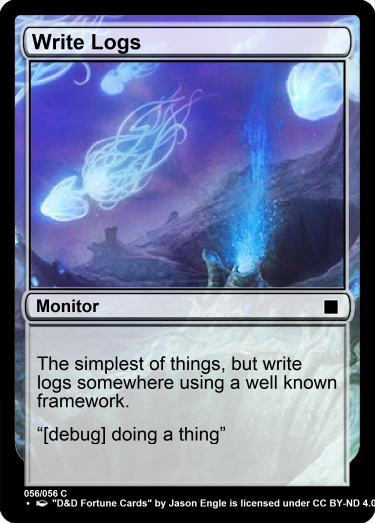 Write Logs
Monitor
The simplest of things, but write
logs somewhere using a well known
framework.
“[debug] doing a thing”
056/056 C
• "D&D Fortune Cards" by Jason Engle is licensed under CC BY-ND 4.0